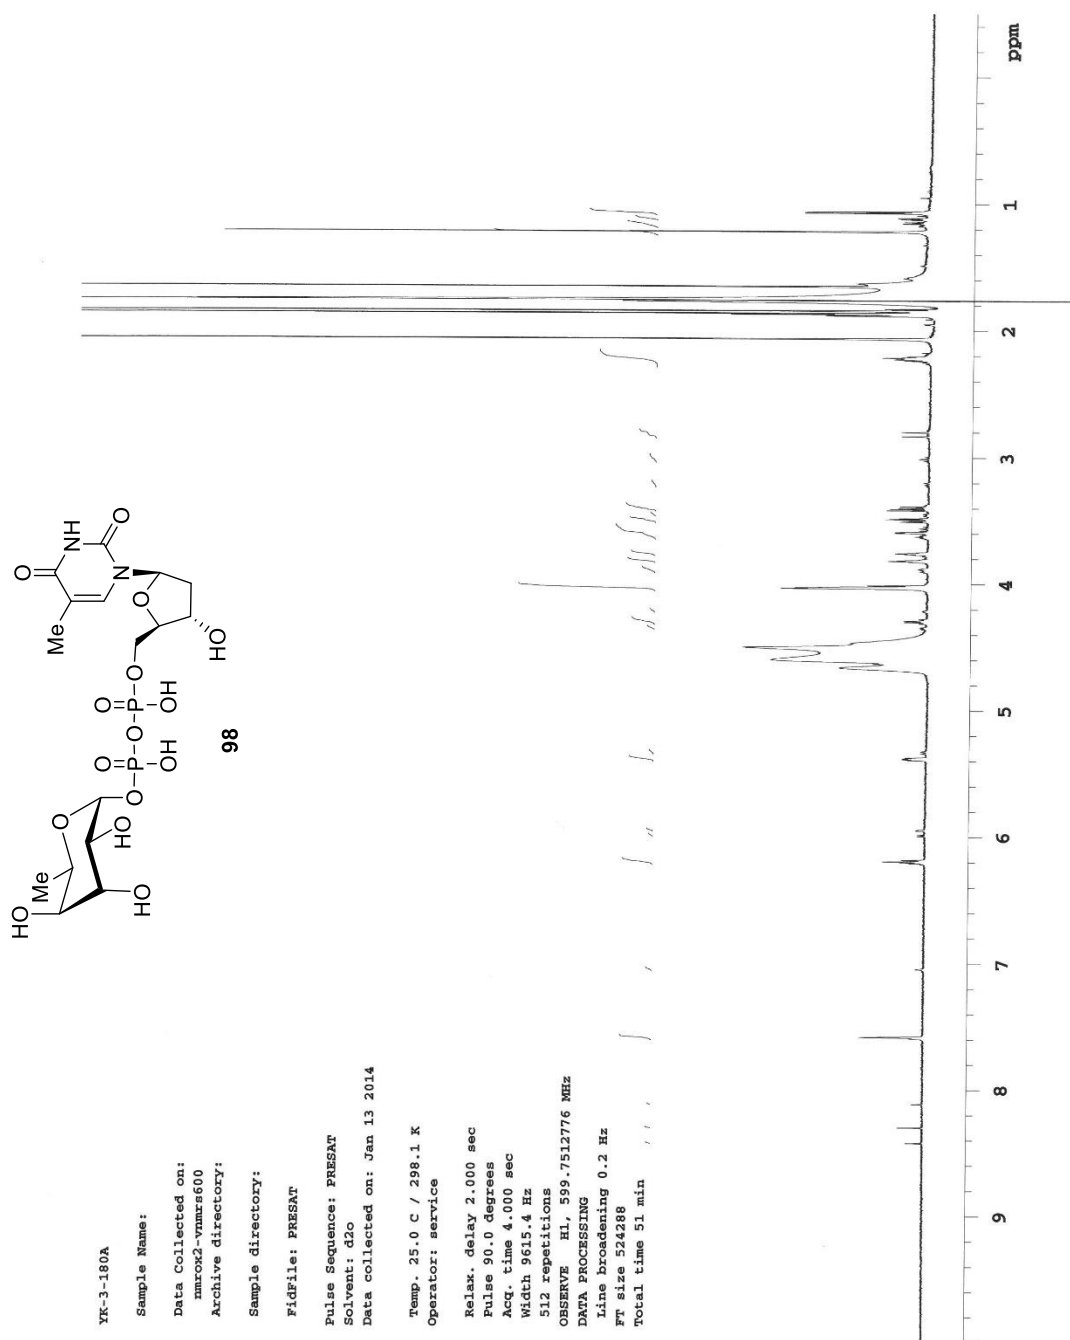 YK-3-180A
Sample Name:
Data Collected on:
nmrox2-vnmrs600
Archive directory:
Sample directory:
FidFile: PRESAT
Pulse Sequence: PRESAT
Solvent: d2o
Data collected on: Jan 13 2014
Temp. 25.0 C / 298.1 K
Operator: service
Relax. delay 2.000 sec
Pulse 90.0 degrees
Acq. time 4.000 sec
Width 9615.4 Hz
512 repetitions
OBSERVE H1, 599.7512776 MHz
DATA PROCESSING
Line broadening 0.2 Hz
FT size 524288
Total time 51 min
HO
Me
O
HO
HO
O
O=P-OH
O
O=P-OH
O
O
HO
Me
O
N
NH
O
98
9
8
7
6
5
4
3
2
1
ppm